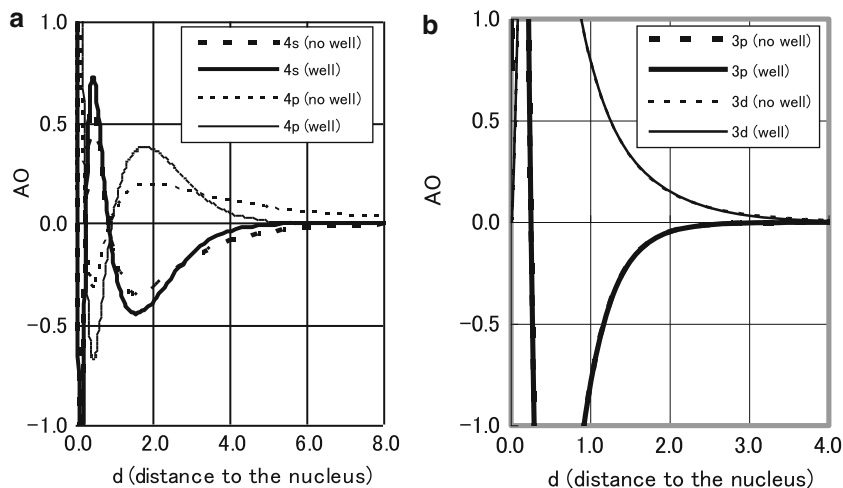 a
1.0
0.5
0.0
−0.5
−1.0
AO
4s (no well)
4s (well)
4p (no well)
4p (well)
0.0 2.0 4.0 6.0 8.0
d (distance to the nucleus)
b
1.0
0.5
0.0
−0.5
−1.0
AO
3p (no well)
3p (well)
3d (no well)
3d (well)
0.0 1.0 2.0 3.0 4.0
d (distance to the nucleus)